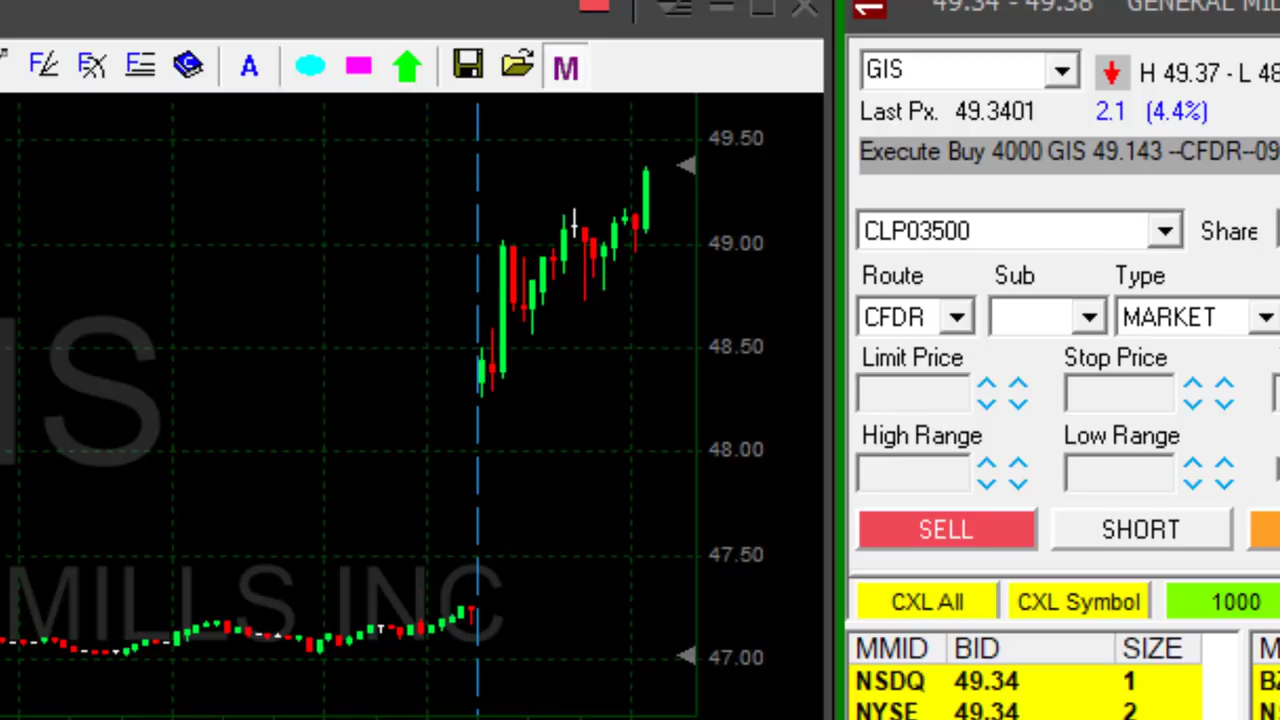 49.34 - 49.38 GENERAL MIL
GIS
H 49.37 - L 48
Last Px. 49.3401 2.1 (4.4%)
Execute Buy 4000 GIS 49.143 --CFDR--09
CLP03500 Share
Route Sub Type
CFDR MARKET
Limit Price Stop Price
High Range Low Range
SELL SHORT
CXL All CXL Symbol 1000
MMID BID SIZE M
NSDQ 49.34 1 BZ
NYSE 49.34 2 N
A M
49.50
49.00
48.50
48.00
47.50
47.00
IS
MILLS INC